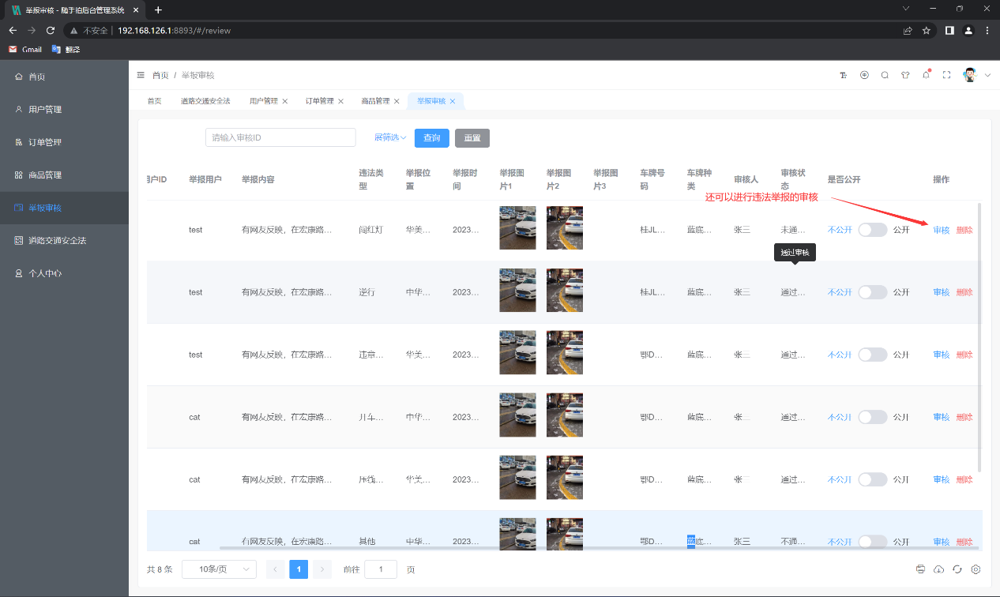 举报审核 - 随手拍后台管理系统
不安全 | 192.168.126.1:8893/#/review
Gmail 翻译
首页
用户管理
订单管理
商品管理
举报审核
道路交通安全法
个人中心
首页 / 举报审核
首页 道路交通安全法 用户管理 订单管理 商品管理 举报审核
请输入审核ID 展筛选 查询 重置
用户ID 举报用户 举报内容 违法类型 举报位置 举报时间 举报图片1 举报图片2 举报图片3 车牌号码 车牌种类 审核人 审核状态 是否公开 操作
还可以进行违法举报的审核
test 有网友反映，在宏康路… 闯红灯 华美… 2023… 桂JL… 蓝底… 张三 未通… 不公开 公开 审核 删除
通过审核
test 有网友反映，在宏康路… 逆行 中华… 2023… 桂JL… 蓝底… 张三 通过… 不公开 公开 审核 删除
test 有网友反映，在宏康路… 违章… 华美… 2023… 鄂D… 蓝底… 张三 通过… 不公开 公开 审核 删除
cat 有网友反映，在宏康路… 开车… 中华… 2023… 鄂D… 蓝底… 张三 通过… 不公开 公开 审核 删除
cat 有网友反映，在宏康路… 压线… 华美… 2023… 鄂D… 蓝底… 张三 通过… 不公开 公开 审核 删除
cat 有网友反映，在宏康路… 其他 中华… 2023… 鄂D… 蓝底… 张三 不通… 不公开 公开 审核 删除
共 8 条 10条/页 1 前往 1 页